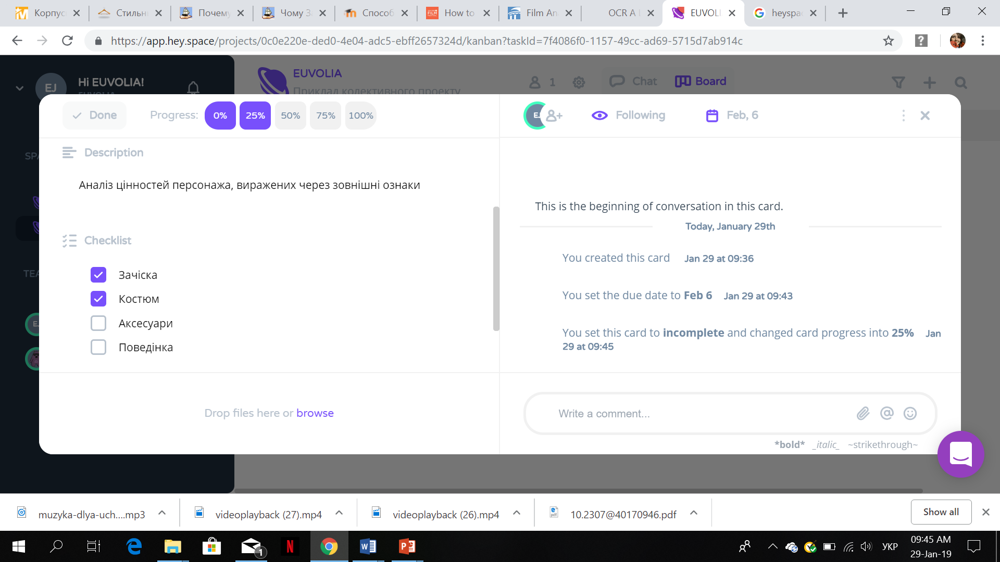 Корпус
Стильн
Почему
Чому З
Способ
How to
Film An
OCR A
EUVOLI
heyspa
https://app.hey.space/projects/0c0e220e-ded0-4e04-adc5-ebff2657324d/kanban?taskId=7f4086f0-1157-49cc-ad69-5715d7ab914c
EJ
Hi EUVOLIA!
EUVOLIA
Приклад колективного проекту
1
Chat
Board
Done
Progress:
0%
25%
50%
75%
100%
EJ
Following
Feb, 6
SPA
TEA
Description
Аналіз цінностей персонажа, виражених через зовнішні ознаки
Checklist
Зачіска
Костюм
Аксесуари
Поведінка
Drop files here or browse
This is the beginning of conversation in this card.
Today, January 29th
You created this card Jan 29 at 09:36
You set the due date to Feb 6 Jan 29 at 09:43
You set this card to incomplete and changed card progress into 25% Jan
29 at 09:45
Write a comment...
*bold* _italic_ ~strikethrough~
muzyka-dlya-uch....mp3
videoplayback (27).mp4
videoplayback (26).mp4
10.2307@40170946.pdf
Show all
1
УКР
09:45 AM
29-Jan-19